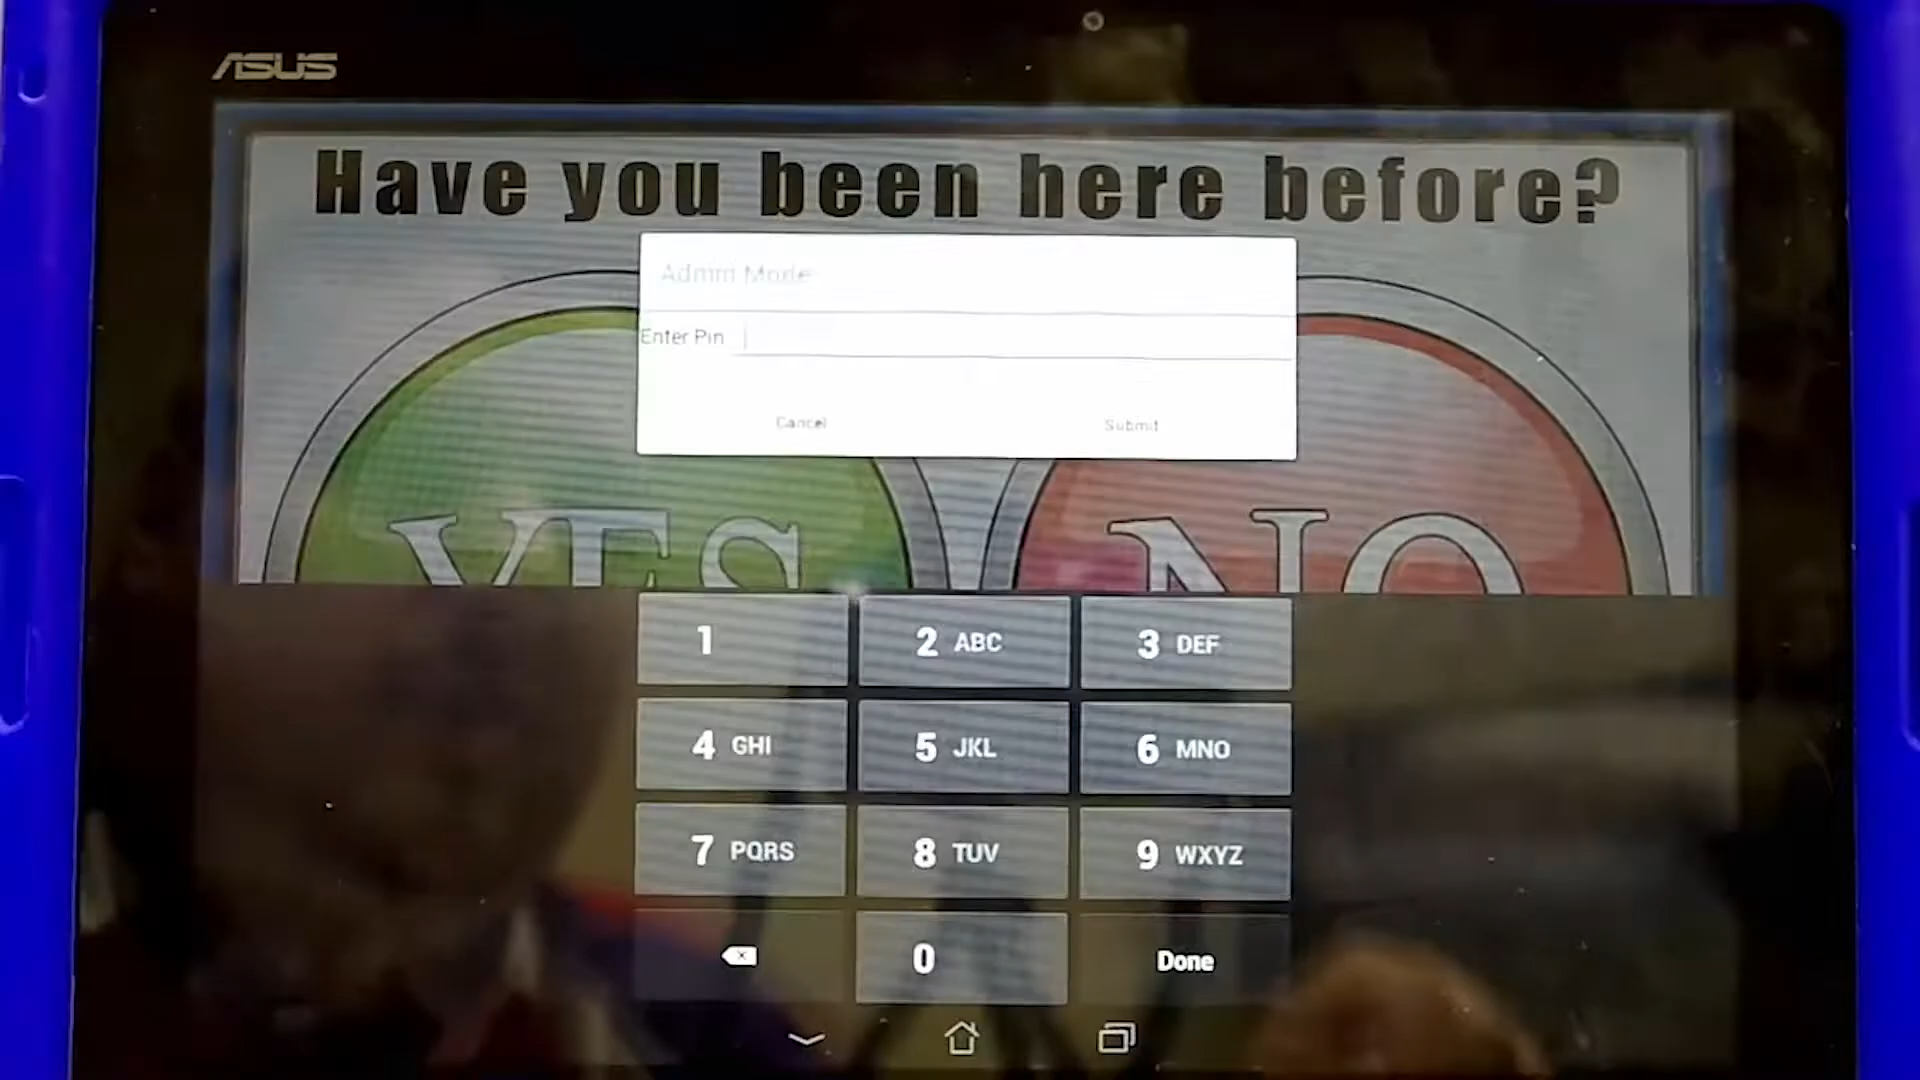 ASUS
Have you been here before?
Admin Mode
Enter Pin
Cancel Submit
YES NO
1 2 ABC 3 DEF
4 GHI 5 JKL 6 MNO
7 PQRS 8 TUV 9 WXYZ
0 Done